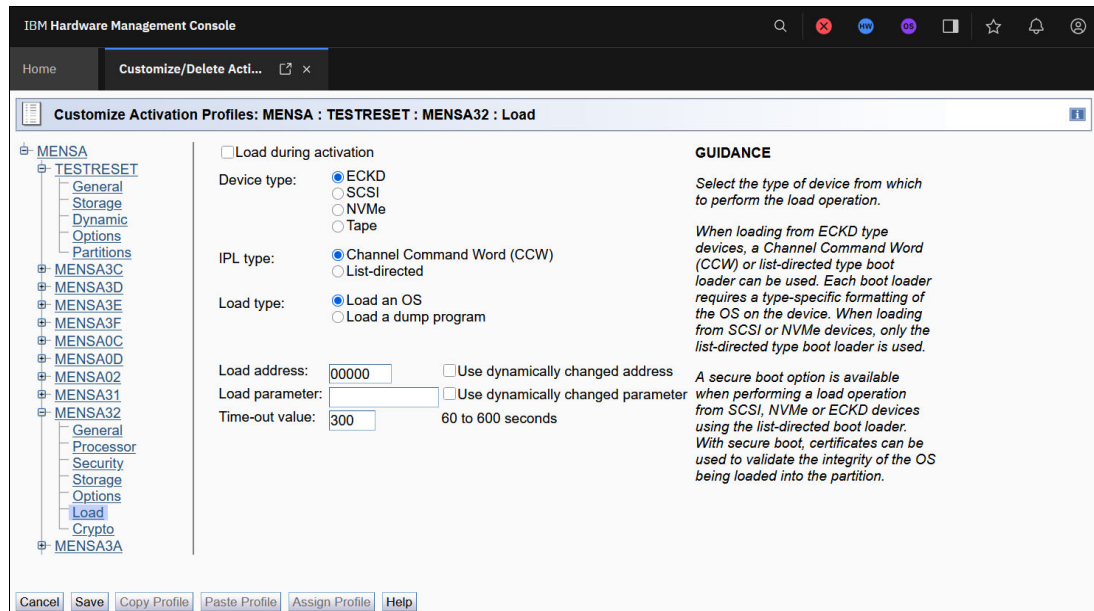 IBM Hardware Management Console
HW
OS
Home
Customize/Delete Acti...
Customize Activation Profiles: MENSA : TESTRESET : MENSA32 : Load
i
MENSA
TESTRESET
General
Storage
Dynamic
Options
Partitions
MENSA3C
MENSA3D
MENSA3E
MENSA3F
MENSA0C
MENSA0D
MENSA02
MENSA31
MENSA32
General
Processor
Security
Storage
Options
Load
Crypto
MENSA3A
Load during activation
Device type:
ECKD
SCSI
NVMe
Tape
IPL type:
Channel Command Word (CCW)
List-directed
Load type:
Load an OS
Load a dump program
Load address: 00000 Use dynamically changed address
Load parameter: Use dynamically changed parameter
Time-out value: 300 60 to 600 seconds
GUIDANCE
Select the type of device from which
to perform the load operation.
When loading from ECKD type
devices, a Channel Command Word
(CCW) or list-directed type boot
loader can be used. Each boot loader
requires a type-specific formatting of
the OS on the device. When loading
from SCSI or NVMe devices, only the
list-directed type boot loader is used.
A secure boot option is available
when performing a load operation
from SCSI, NVMe or ECKD devices
using the list-directed boot loader.
With secure boot, certificates can be
used to validate the integrity of the OS
being loaded into the partition.
Cancel Save Copy Profile Paste Profile Assign Profile Help